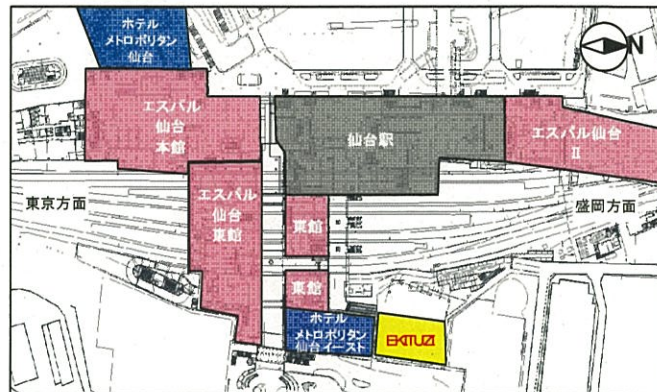 ホテル
メトロポリタン
仙台
N
エスパル
仙台
本館
仙台駅
エスパル仙台
II
東京方面
エスパル
仙台
東館
東館
盛岡方面
東館
ホテル
メトロポリタン
仙台イースト
EKITUZI